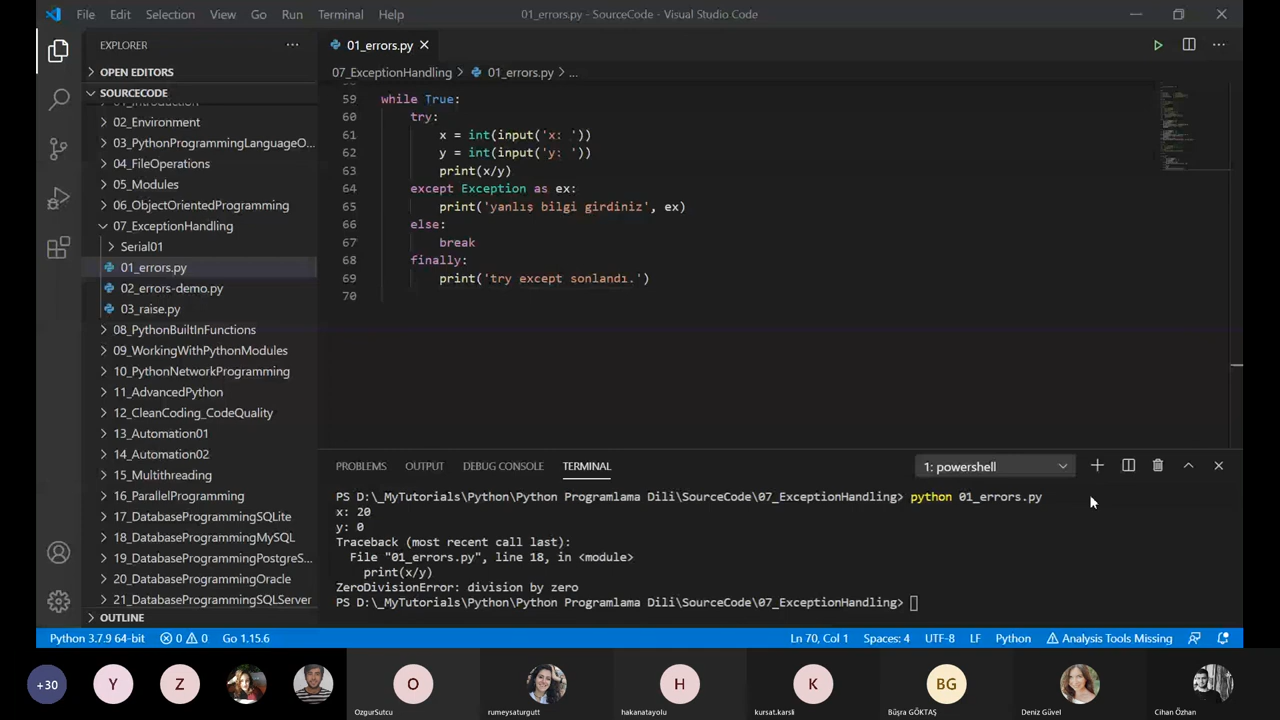 File Edit Selection View Go Run Terminal Help 01_errors.py - SourceCode - Visual Studio Code
EXPLORER
OPEN EDITORS
SOURCECODE
01_Introduction
02_Environment
03_PythonProgrammingLanguageO...
04_FileOperations
05_Modules
06_ObjectOrientedProgramming
07_ExceptionHandling
Serial01
01_errors.py
02_errors-demo.py
03_raise.py
08_PythonBuiltInFunctions
09_WorkingWithPythonModules
10_PythonNetworkProgramming
11_AdvancedPython
12_CleanCoding_CodeQuality
13_Automation01
14_Automation02
15_Multithreading
16_ParallelProgramming
17_DatabaseProgrammingSQLite
18_DatabaseProgrammingMySQL
19_DatabaseProgrammingPostgreS...
20_DatabaseProgrammingOracle
21_DatabaseProgrammingSQLServer
OUTLINE
01_errors.py
07_ExceptionHandling > 01_errors.py > ...
59 while True:
60 try:
61 x = int(input('x: '))
62 y = int(input('y: '))
63 print(x/y)
64 except Exception as ex:
65 print('yanlış bilgi girdiniz', ex)
66 else:
67 break
68 finally:
69 print('try except sonlandı.')
70
PROBLEMS OUTPUT DEBUG CONSOLE TERMINAL 1: powershell
PS D:\_MyTutorials\Python\Python Programlama Dili\SourceCode\07_ExceptionHandling> python 01_errors.py
x: 20
y: 0
Traceback (most recent call last):
File "01_errors.py", line 18, in <module>
print(x/y)
ZeroDivisionError: division by zero
PS D:\_MyTutorials\Python\Python Programlama Dili\SourceCode\07_ExceptionHandling>
Python 3.7.9 64-bit 0 0 Go 1.15.6 Ln 70, Col 1 Spaces: 4 UTF-8 LF Python Analysis Tools Missing
+30 Y Z O H K BG
OzgurSutcu rumeysaturgutt hakanatayolu kursat.karsli Büşra GÖKTAŞ Deniz Güvel Cihan Özhan